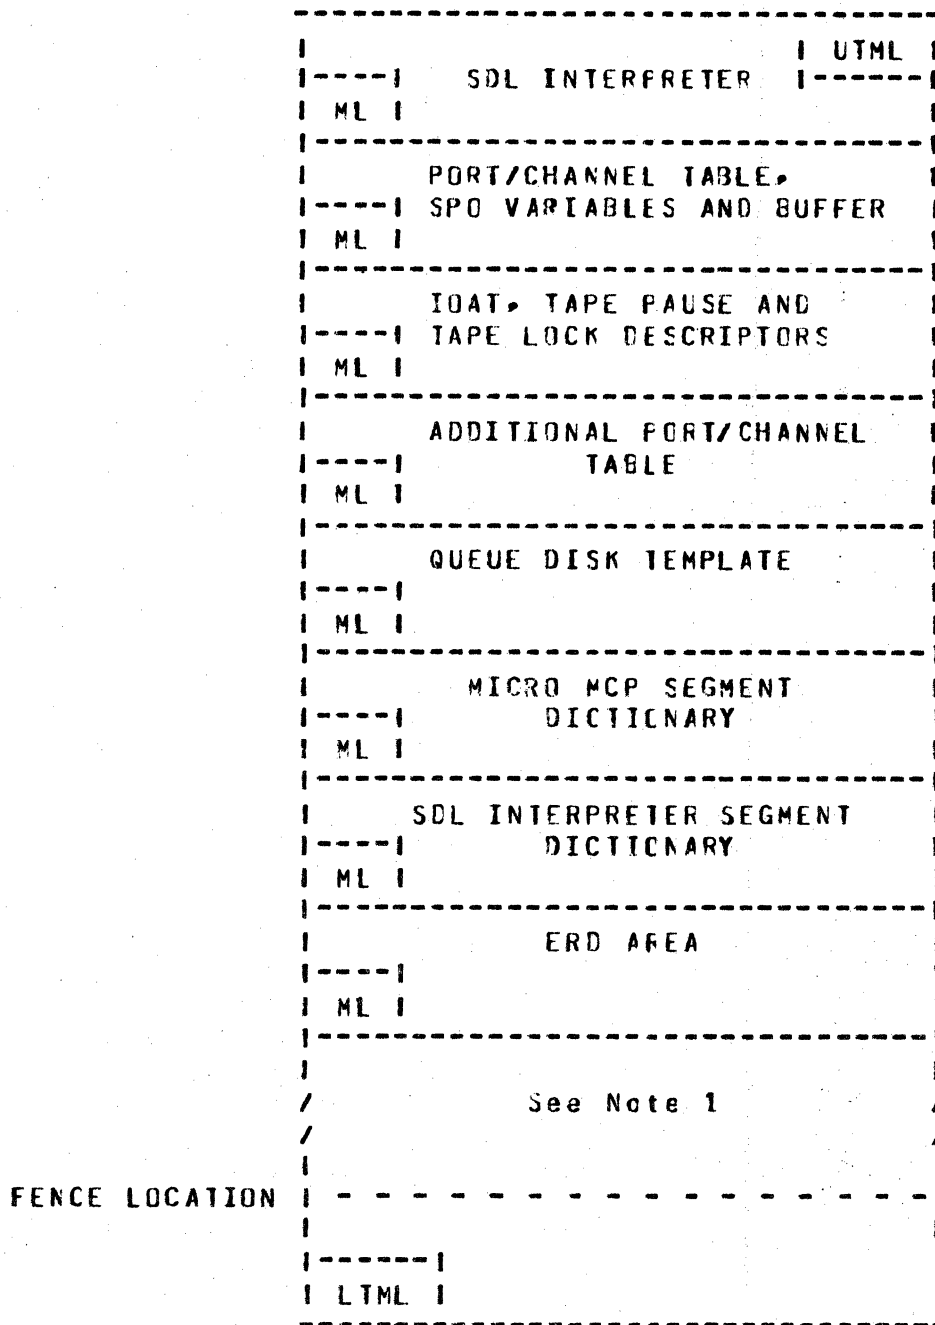 UTML
SDL INTERPRETER
ML
PORT/CHANNEL TABLE,
SPO VARIABLES AND BUFFER
ML
IOAT, TAPE PAUSE AND
TAPE LOCK DESCRIPTORS
ML
ADDITIONAL PORT/CHANNEL
TABLE
ML
QUEUE DISK TEMPLATE
ML
MICRO MCP SEGMENT
DICTIONARY
ML
SDL INTERPRETER SEGMENT
DICTIONARY
ML
ERD AREA
ML
See Note 1
FENCE LOCATION
LTML